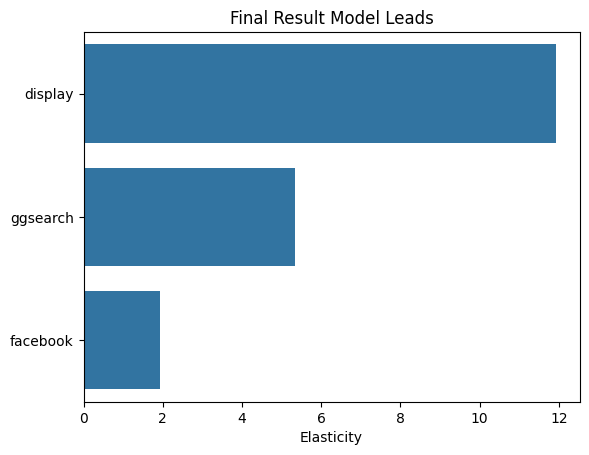 Final Result Model Leads
display
ggsearch
facebook
0 2 4 6 8 10 12
Elasticity